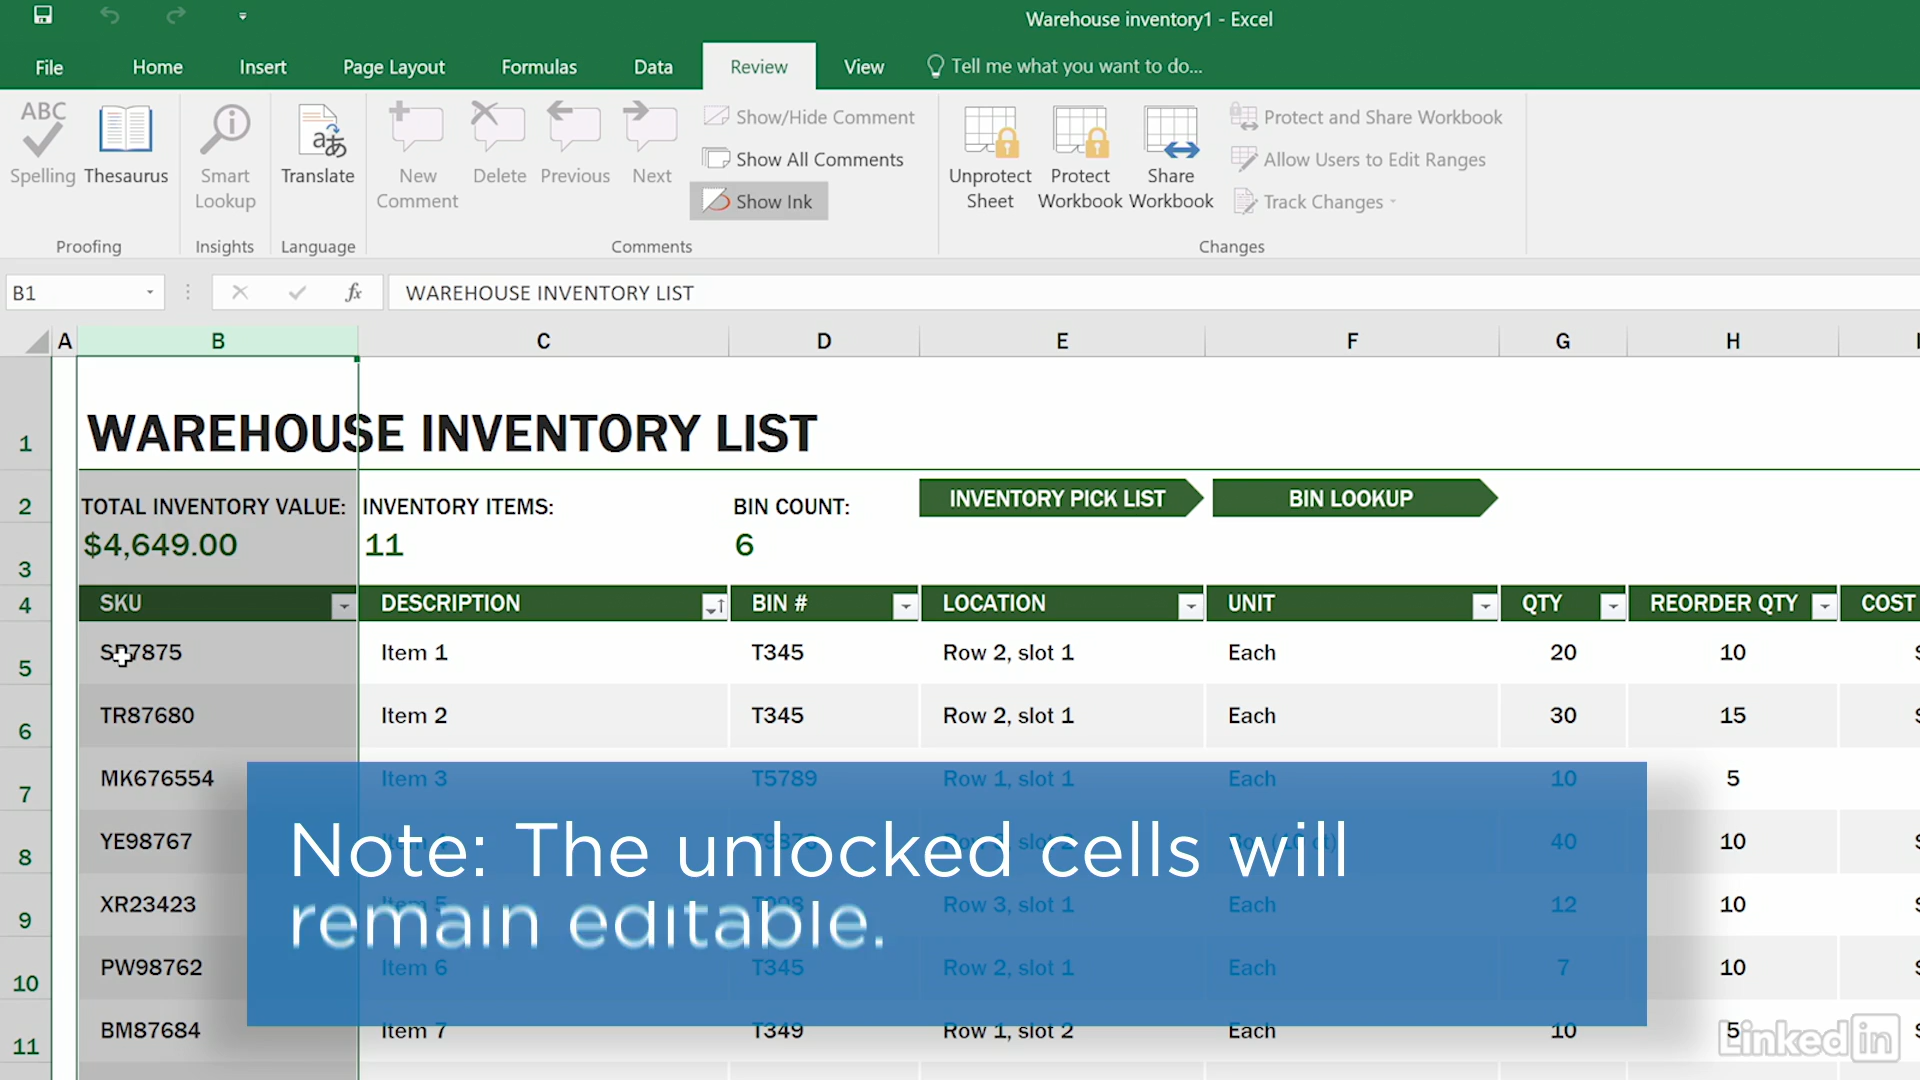 Warehouse inventory1 - Excel
File Home Insert Page Layout Formulas Data Review View Tell me what you want to do...
ABC
Spelling Thesaurus Smart Lookup Translate New Comment Delete Previous Next
Show/Hide Comment
Show All Comments
Show Ink
Unprotect Sheet Protect Workbook Share Workbook
Protect and Share Workbook
Allow Users to Edit Ranges
Track Changes
Proofing Insights Language Comments Changes
B1 fx WAREHOUSE INVENTORY LIST
A B C D E F G H
1 WAREHOUSE INVENTORY LIST
2 TOTAL INVENTORY VALUE: INVENTORY ITEMS: BIN COUNT: INVENTORY PICK LIST BIN LOOKUP
3 $4,649.00 11 6
4 SKU DESCRIPTION BIN # LOCATION UNIT QTY REORDER QTY COST
5 SP7875 Item 1 T345 Row 2, slot 1 Each 20 10
6 TR87680 Item 2 T345 Row 2, slot 1 Each 30 15
7 MK676554 Item 3 T5789 Row 1, slot 1 Each 10 5
8 YE98767 40 10
9 XR23423 Row 3, slot 1 Each 12 10
10 PW98762 Item 6 T345 Row 2, slot 1 Each 7 10
11 BM87684 Item 7 T349 Row 1, slot 2 Each 10 5
Note: The unlocked cells will
remain editable.
Linked in